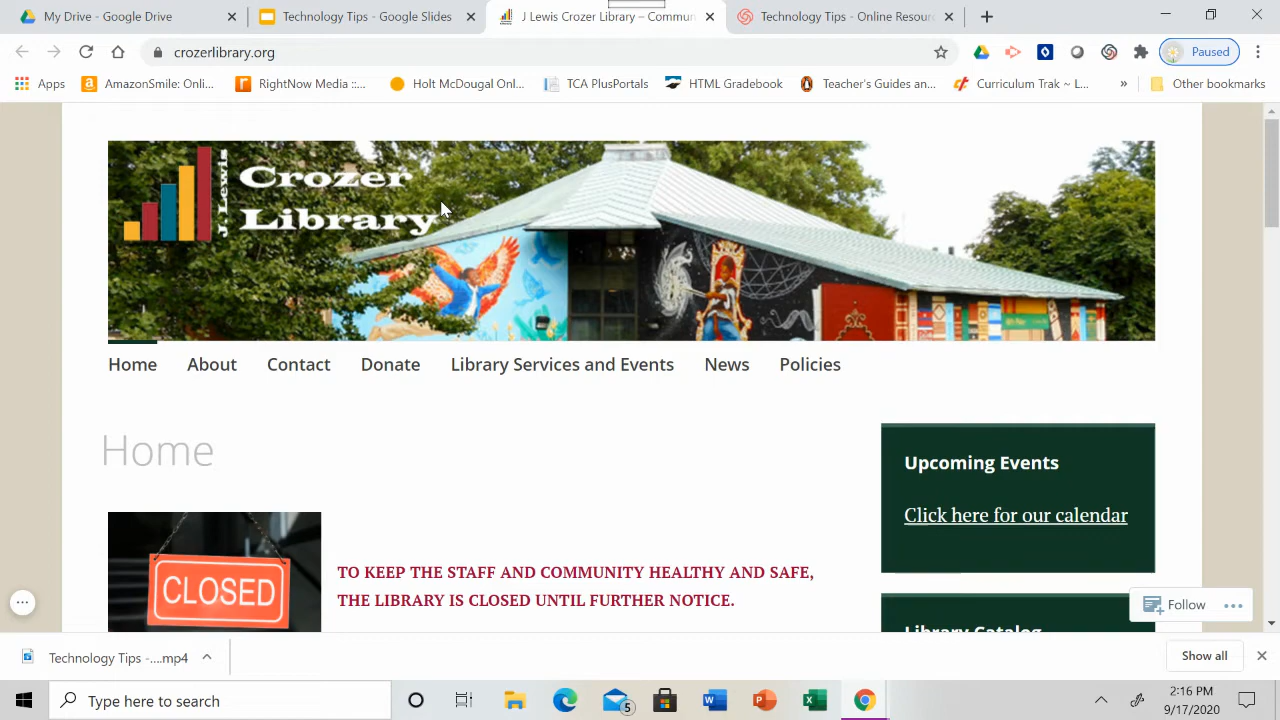 My Drive - Google Drive
Technology Tips - Google Slides
J Lewis Crozer Library – Commun
Technology Tips - Online Resour
crozerlibrary.org
Paused
Apps
AmazonSmile: Onli...
RightNow Media ::...
Holt McDougal Onl...
TCA PlusPortals
HTML Gradebook
Teacher's Guides an...
Curriculum Trak ~ L...
»
Other bookmarks
J. Lewis
Crozer
Library
Home
About
Contact
Donate
Library Services and Events
News
Policies
Home
Upcoming Events
Click here for our calendar
CLOSED
TO KEEP THE STAFF AND COMMUNITY HEALTHY AND SAFE,
THE LIBRARY IS CLOSED UNTIL FURTHER NOTICE.
Library Catalog
Follow
Technology Tips -....mp4
Show all
Type here to search
5
2:16 PM
9/17/2020